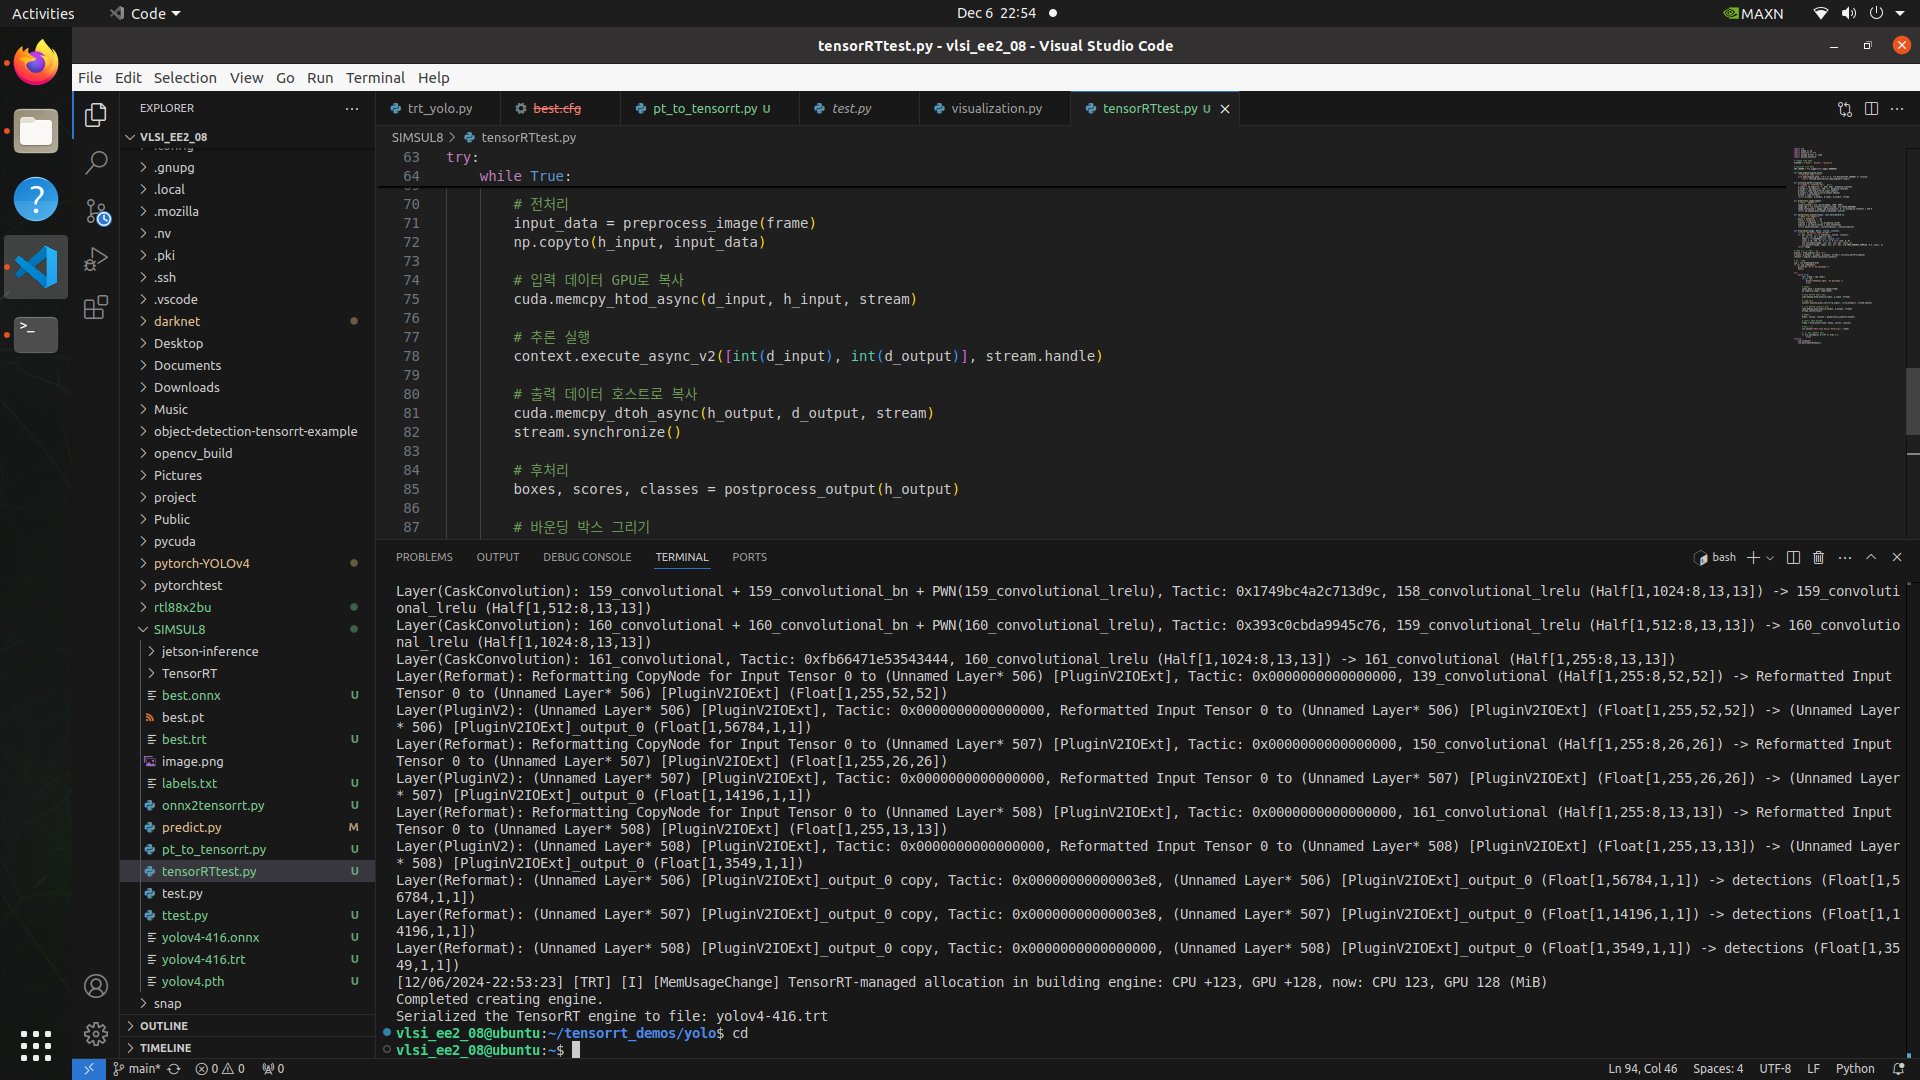 Activities
Code
Dec 6 22:54
MAXN
tensorRTtest.py - vlsi_ee2_08 - Visual Studio Code
File Edit Selection View Go Run Terminal Help
EXPLORER
VLSI_EE2_08
.config
.gnupg
.local
.mozilla
.nv
.pki
.ssh
.vscode
darknet
Desktop
Documents
Downloads
Music
object-detection-tensorrt-example
opencv_build
Pictures
project
Public
pycuda
pytorch-YOLOv4
pytorchtest
rtl88x2bu
SIMSUL8
jetson-inference
TensorRT
best.onnx U
best.pt
best.trt U
image.png
labels.txt U
onnx2tensorrt.py U
predict.py M
pt_to_tensorrt.py U
tensorRTtest.py U
test.py
ttest.py U
yolov4-416.onnx U
yolov4-416.trt U
yolov4.pth U
snap
OUTLINE
TIMELINE
trt_yolo.py
best.cfg
pt_to_tensorrt.py U
test.py
visualization.py
tensorRTtest.py U
SIMSUL8 > tensorRTtest.py
63 try:
64 while True:
69
70 # 전처리
71 input_data = preprocess_image(frame)
72 np.copyto(h_input, input_data)
73
74 # 입력 데이터 GPU로 복사
75 cuda.memcpy_htod_async(d_input, h_input, stream)
76
77 # 추론 실행
78 context.execute_async_v2([int(d_input), int(d_output)], stream.handle)
79
80 # 출력 데이터 호스트로 복사
81 cuda.memcpy_dtoh_async(h_output, d_output, stream)
82 stream.synchronize()
83
84 # 후처리
85 boxes, scores, classes = postprocess_output(h_output)
86
87 # 바운딩 박스 그리기
PROBLEMS OUTPUT DEBUG CONSOLE TERMINAL PORTS
bash
Layer(CaskConvolution): 159_convolutional + 159_convolutional_bn + PWN(159_convolutional_lrelu), Tactic: 0x1749bc4a2c713d9c, 158_convolutional_lrelu (Half[1,1024:8,13,13]) -> 159_convoluti
onal_lrelu (Half[1,512:8,13,13])
Layer(CaskConvolution): 160_convolutional + 160_convolutional_bn + PWN(160_convolutional_lrelu), Tactic: 0x393c0cbda9945c76, 159_convolutional_lrelu (Half[1,512:8,13,13]) -> 160_convolutio
nal_lrelu (Half[1,1024:8,13,13])
Layer(CaskConvolution): 161_convolutional, Tactic: 0xfb66471e53543444, 160_convolutional_lrelu (Half[1,1024:8,13,13]) -> 161_convolutional (Half[1,255:8,13,13])
Layer(Reformat): Reformatting CopyNode for Input Tensor 0 to (Unnamed Layer* 506) [PluginV2IOExt], Tactic: 0x0000000000000000, 139_convolutional (Half[1,255:8,52,52]) -> Reformatted Input
Tensor 0 to (Unnamed Layer* 506) [PluginV2IOExt] (Float[1,255,52,52])
Layer(PluginV2): (Unnamed Layer* 506) [PluginV2IOExt], Tactic: 0x0000000000000000, Reformatted Input Tensor 0 to (Unnamed Layer* 506) [PluginV2IOExt] (Float[1,255,52,52]) -> (Unnamed Layer
* 506) [PluginV2IOExt]_output_0 (Float[1,56784,1,1])
Layer(Reformat): Reformatting CopyNode for Input Tensor 0 to (Unnamed Layer* 507) [PluginV2IOExt], Tactic: 0x0000000000000000, 150_convolutional (Half[1,255:8,26,26]) -> Reformatted Input
Tensor 0 to (Unnamed Layer* 507) [PluginV2IOExt] (Float[1,255,26,26])
Layer(PluginV2): (Unnamed Layer* 507) [PluginV2IOExt], Tactic: 0x0000000000000000, Reformatted Input Tensor 0 to (Unnamed Layer* 507) [PluginV2IOExt] (Float[1,255,26,26]) -> (Unnamed Layer
* 507) [PluginV2IOExt]_output_0 (Float[1,14196,1,1])
Layer(Reformat): Reformatting CopyNode for Input Tensor 0 to (Unnamed Layer* 508) [PluginV2IOExt], Tactic: 0x0000000000000000, 161_convolutional (Half[1,255:8,13,13]) -> Reformatted Input
Tensor 0 to (Unnamed Layer* 508) [PluginV2IOExt] (Float[1,255,13,13])
Layer(PluginV2): (Unnamed Layer* 508) [PluginV2IOExt], Tactic: 0x0000000000000000, Reformatted Input Tensor 0 to (Unnamed Layer* 508) [PluginV2IOExt] (Float[1,255,13,13]) -> (Unnamed Layer
* 508) [PluginV2IOExt]_output_0 (Float[1,3549,1,1])
Layer(Reformat): (Unnamed Layer* 506) [PluginV2IOExt]_output_0 copy, Tactic: 0x00000000000003e8, (Unnamed Layer* 506) [PluginV2IOExt]_output_0 (Float[1,56784,1,1]) -> detections (Float[1,5
6784,1,1])
Layer(Reformat): (Unnamed Layer* 507) [PluginV2IOExt]_output_0 copy, Tactic: 0x00000000000003e8, (Unnamed Layer* 507) [PluginV2IOExt]_output_0 (Float[1,14196,1,1]) -> detections (Float[1,1
4196,1,1])
Layer(Reformat): (Unnamed Layer* 508) [PluginV2IOExt]_output_0 copy, Tactic: 0x0000000000000000, (Unnamed Layer* 508) [PluginV2IOExt]_output_0 (Float[1,3549,1,1]) -> detections (Float[1,35
49,1,1])
[12/06/2024-22:53:23] [TRT] [I] [MemUsageChange] TensorRT-managed allocation in building engine: CPU +123, GPU +128, now: CPU 123, GPU 128 (MiB)
Completed creating engine.
Serialized the TensorRT engine to file: yolov4-416.trt
vlsi_ee2_08@ubuntu:~/tensorrt_demos/yolo$ cd
vlsi_ee2_08@ubuntu:~$
main* 0 0 0
Ln 94, Col 46 Spaces: 4 UTF-8 LF Python